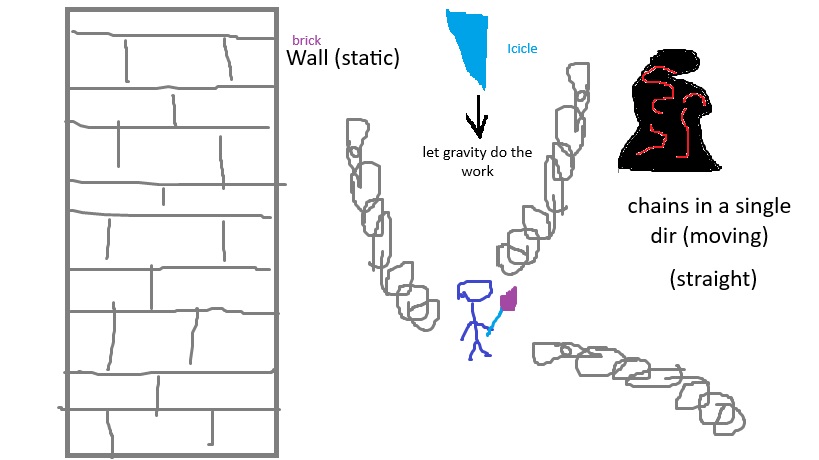 brick
Wall (static)
Icicle
let gravity do the
work
chains in a single
dir (moving)
(straight)